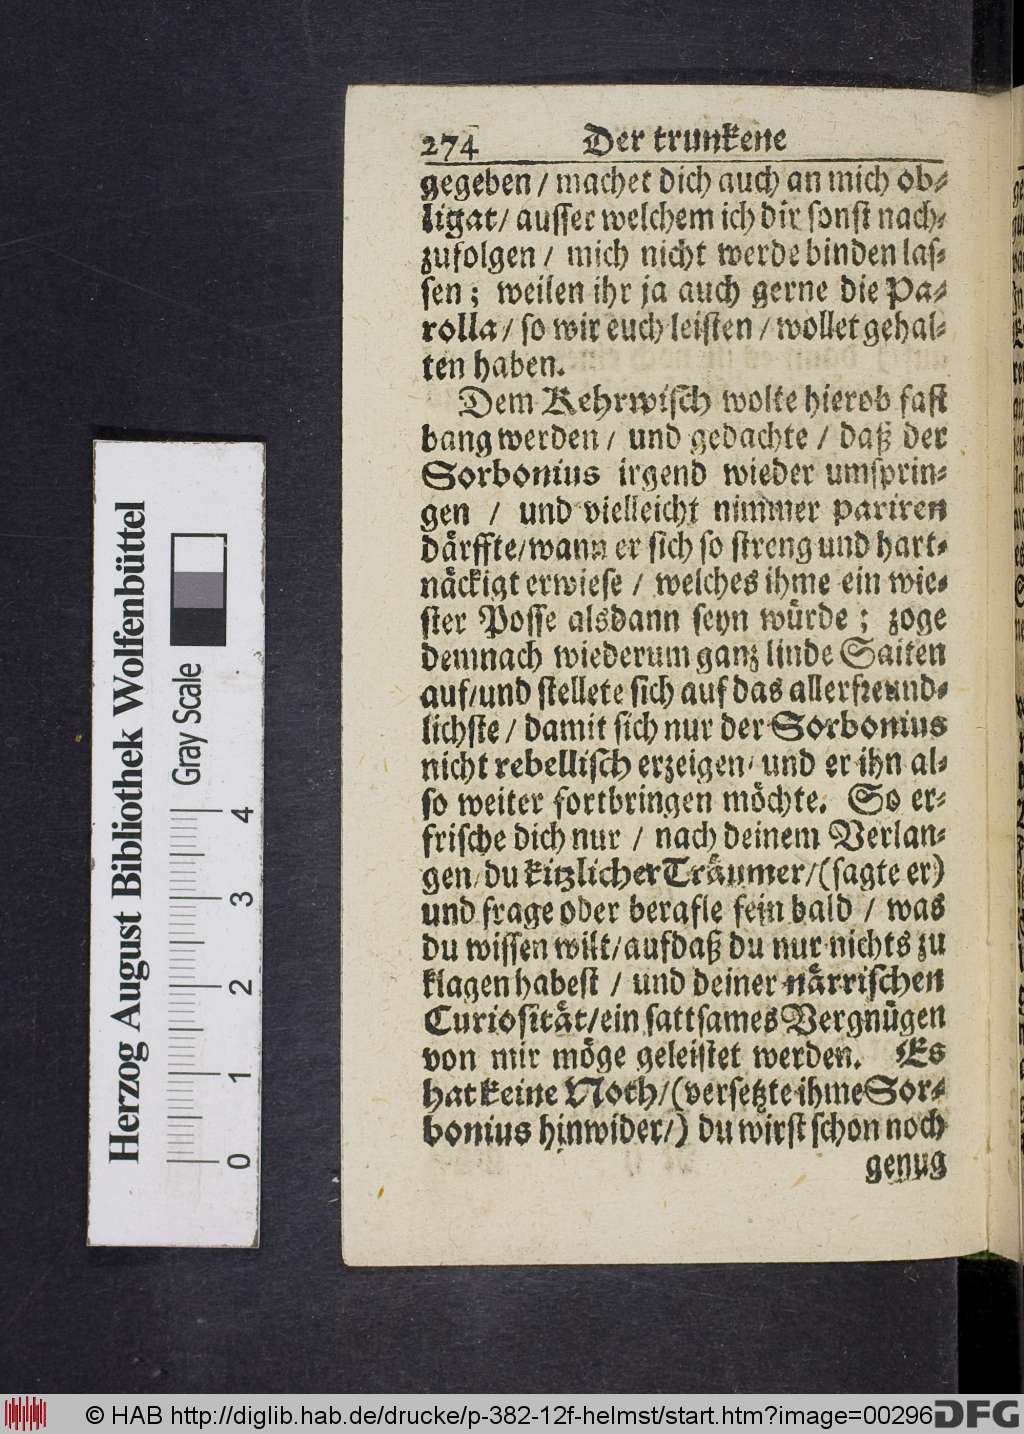 274 Der trunkene
gegeben / machet dich auch an mich ob-
ligat / ausser welchem ich dir sonst nach-
zufolgen / mich nicht werde binden las-
sen ; weilen ihr ja auch gerne die Pa-
rolla / so wir euch leisten / wollet gehal-
ten haben.
Dem Kehrwisch wolte hierob fast
bang werden / und gedachte / daß der
Sorbonius irgend wieder umsprin-
gen / und vielleicht nimmer pariren
därffte / wann er sich so streng und hart-
näckigt erwiese / welches ihme ein wie-
ster Posse alsdann seyn würde ; zoge
demnach wiederum ganz linde Saiten
auf / und stellete sich auf das allerfreund-
lichste / damit sich nur der Sorbonius
nicht rebellisch erzeigen / und er ihn al-
so weiter fortbringen möchte. So er-
frische dich nur / nach deinem Verlan-
gen / du kitzlicher Träumer / (sagte er)
und frage oder berafle fein bald / was
du wissen wilt / aufdaß du nur nichts zu
klagen habest / und deiner närrischen
Curiosität / ein sattsames Vergnügen
von mir möge geleistet werden. Es
hat keine Noth / (versetzte ihme Sor-
bonius hinwider /) du wirst schon noch
genug
Herzog August Bibliothek Wolfenbüttel
Gray Scale
0 1 2 3 4
© HAB http://diglib.hab.de/drucke/p-382-12f-helmst/start.htm?image=00296
DFG